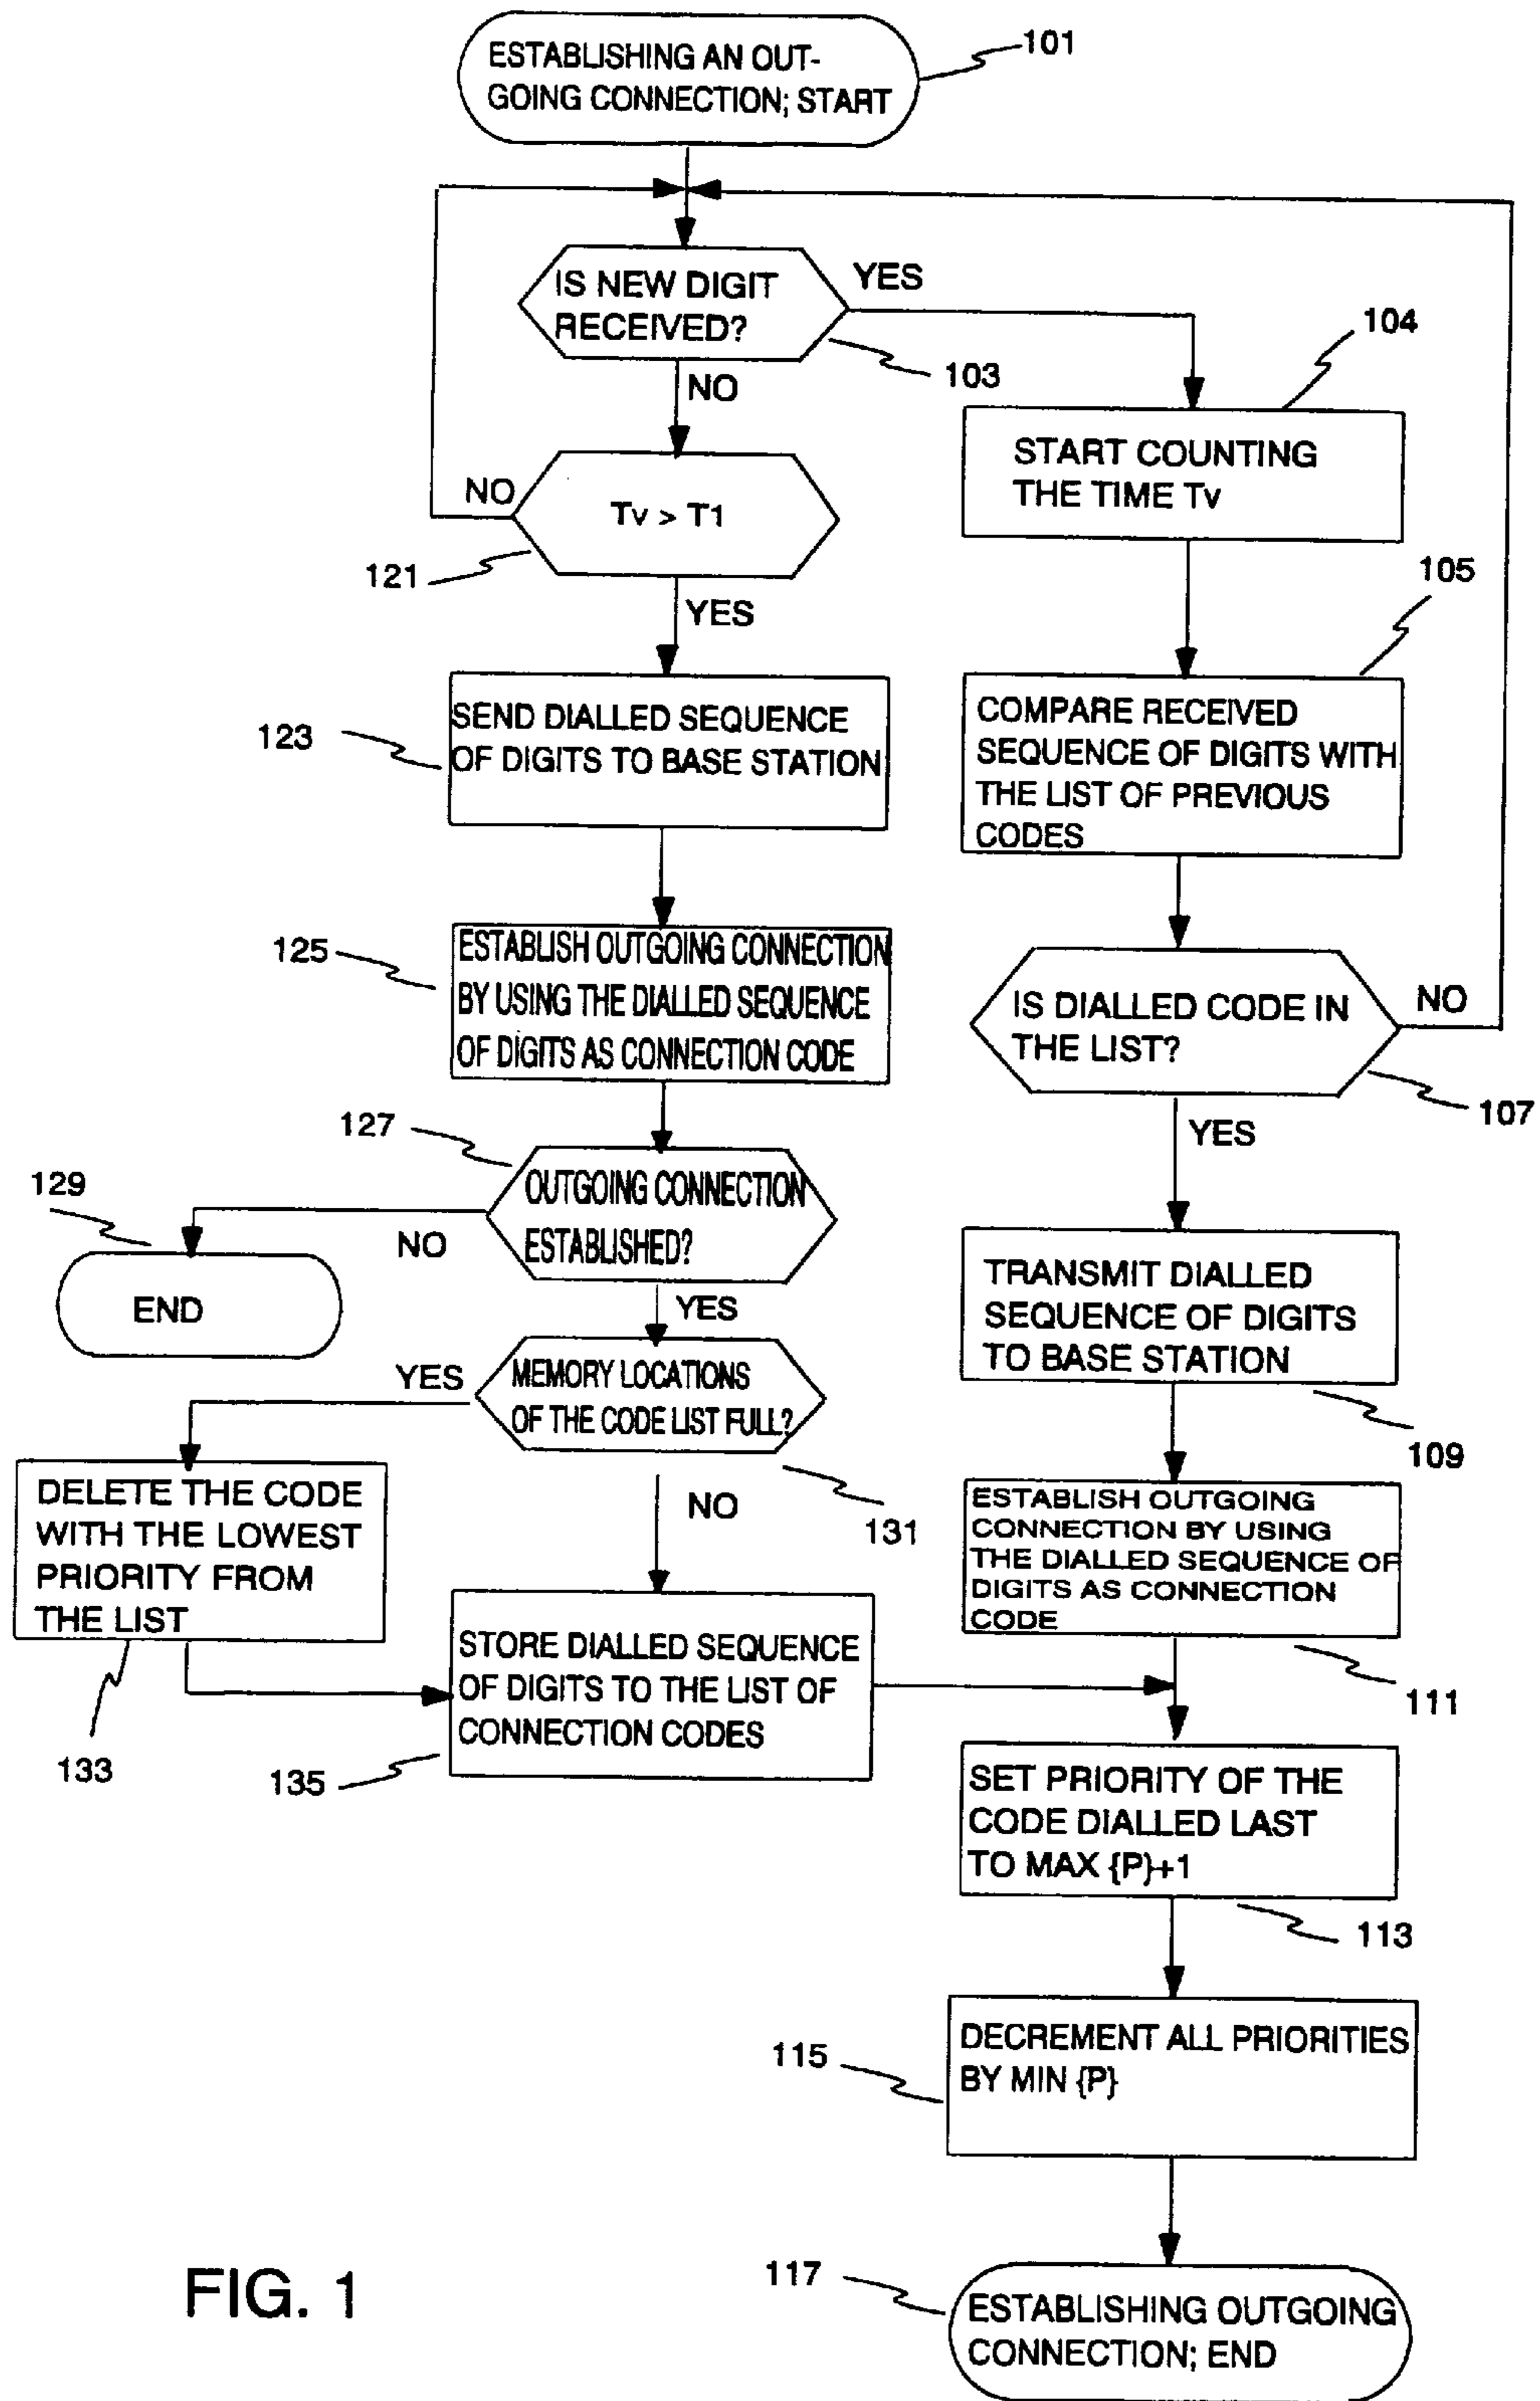 ESTABLISHING AN OUT-
GOING CONNECTION; START
101
IS NEW DIGIT
RECEIVED?
YES
103
NO
104
START COUNTING
THE TIME Tv
NO
Tv > T1
121
YES
105
COMPARE RECEIVED
SEQUENCE OF DIGITS WITH
THE LIST OF PREVIOUS
CODES
123
SEND DIALLED SEQUENCE
OF DIGITS TO BASE STATION
125
ESTABLISH OUTGOING CONNECTION
BY USING THE DIALLED SEQUENCE
OF DIGITS AS CONNECTION CODE
IS DIALLED CODE IN
THE LIST?
NO
107
YES
127
OUTGOING CONNECTION
ESTABLISHED?
129
NO
END
YES
TRANSMIT DIALLED
SEQUENCE OF DIGITS
TO BASE STATION
109
YES
MEMORY LOCATIONS
OF THE CODE LIST FULL?
131
NO
DELETE THE CODE
WITH THE LOWEST
PRIORITY FROM
THE LIST
133
ESTABLISH OUTGOING
CONNECTION BY USING
THE DIALLED SEQUENCE OF
DIGITS AS CONNECTION
CODE
111
STORE DIALLED SEQUENCE
OF DIGITS TO THE LIST OF
CONNECTION CODES
135
SET PRIORITY OF THE
CODE DIALLED LAST
TO MAX {P}+1
113
115
DECREMENT ALL PRIORITIES
BY MIN {P}
117
ESTABLISHING OUTGOING
CONNECTION; END
FIG. 1